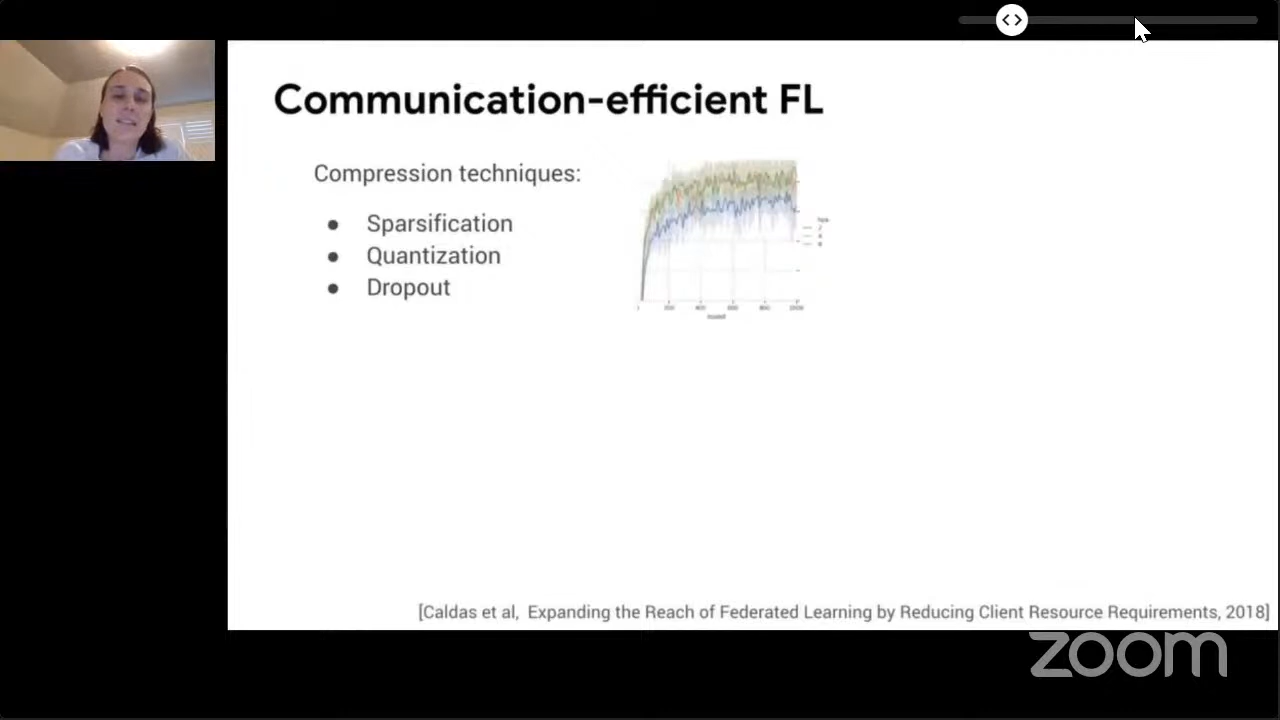 Communication-efficient FL
Compression techniques:
● Sparsification
● Quantization
● Dropout
[Caldas et al, Expanding the Reach of Federated Learning by Reducing Client Resource Requirements, 2018]
zoom